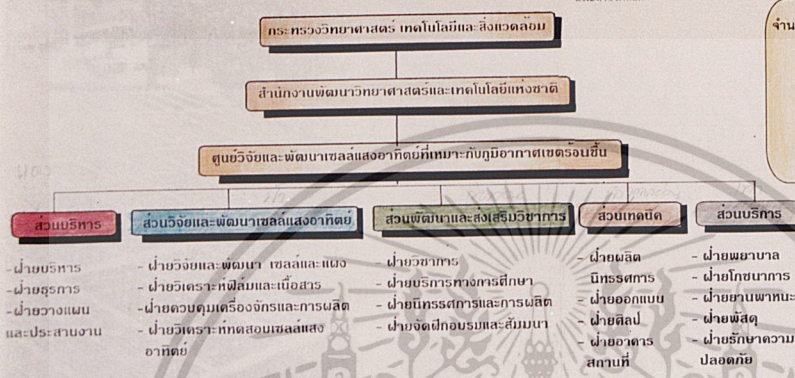 กระทรวงวิทยาศาสตร์ เทคโนโลยีและสิ่งแวดล้อม
จำน
สำนักงานพัฒนาวิทยาศาสตร์และเทคโนโลยีแห่งชาติ
ศูนย์วิจัยและพัฒนาเซลล์แสงอาทิตย์ที่เหมาะกับภูมิอากาศเขตร้อนชื้น
ส่วนบริหาร
-ฝ่ายบริหาร
-ฝ่ายธุรการ
-ฝ่ายวางแผน
และประสานงาน
ส่วนวิจัยและพัฒนาเซลล์แสงอาทิตย์
- ฝ่ายวิจัยและพัฒนา เซลล์และแผง
- ฝ่ายวิเคราะห์ฟิล์มและเนื้อสาร
-ฝ่ายควบคุมเครื่องจักรและการผลิต
- ฝ่ายวิเคราะห์ทดสอบเซลล์แสง
อาทิตย์
ส่วนพัฒนาและส่งเสริมวิชาการ
- ฝ่ายวิชาการ
- ฝ่ายบริการทางการศึกษา
- ฝ่ายนิทรรศการและการผลิต
- ฝ่ายจัดฝึกอบรมและสัมมนา
ส่วนเทคนิค
- ฝ่ายผลิต
นิทรรศการ
- ฝ่ายออกแบบ
- ฝ่ายศิลป์
- ฝ่ายอาคาร
สถานที่
ส่วนบริการ
- ฝ่ายพยาบาล
- ฝ่ายโภชนาการ
- ฝ่ายยานพาหนะ
- ฝ่ายพัสดุ
- ฝ่ายรักษาความ
ปลอดภัย